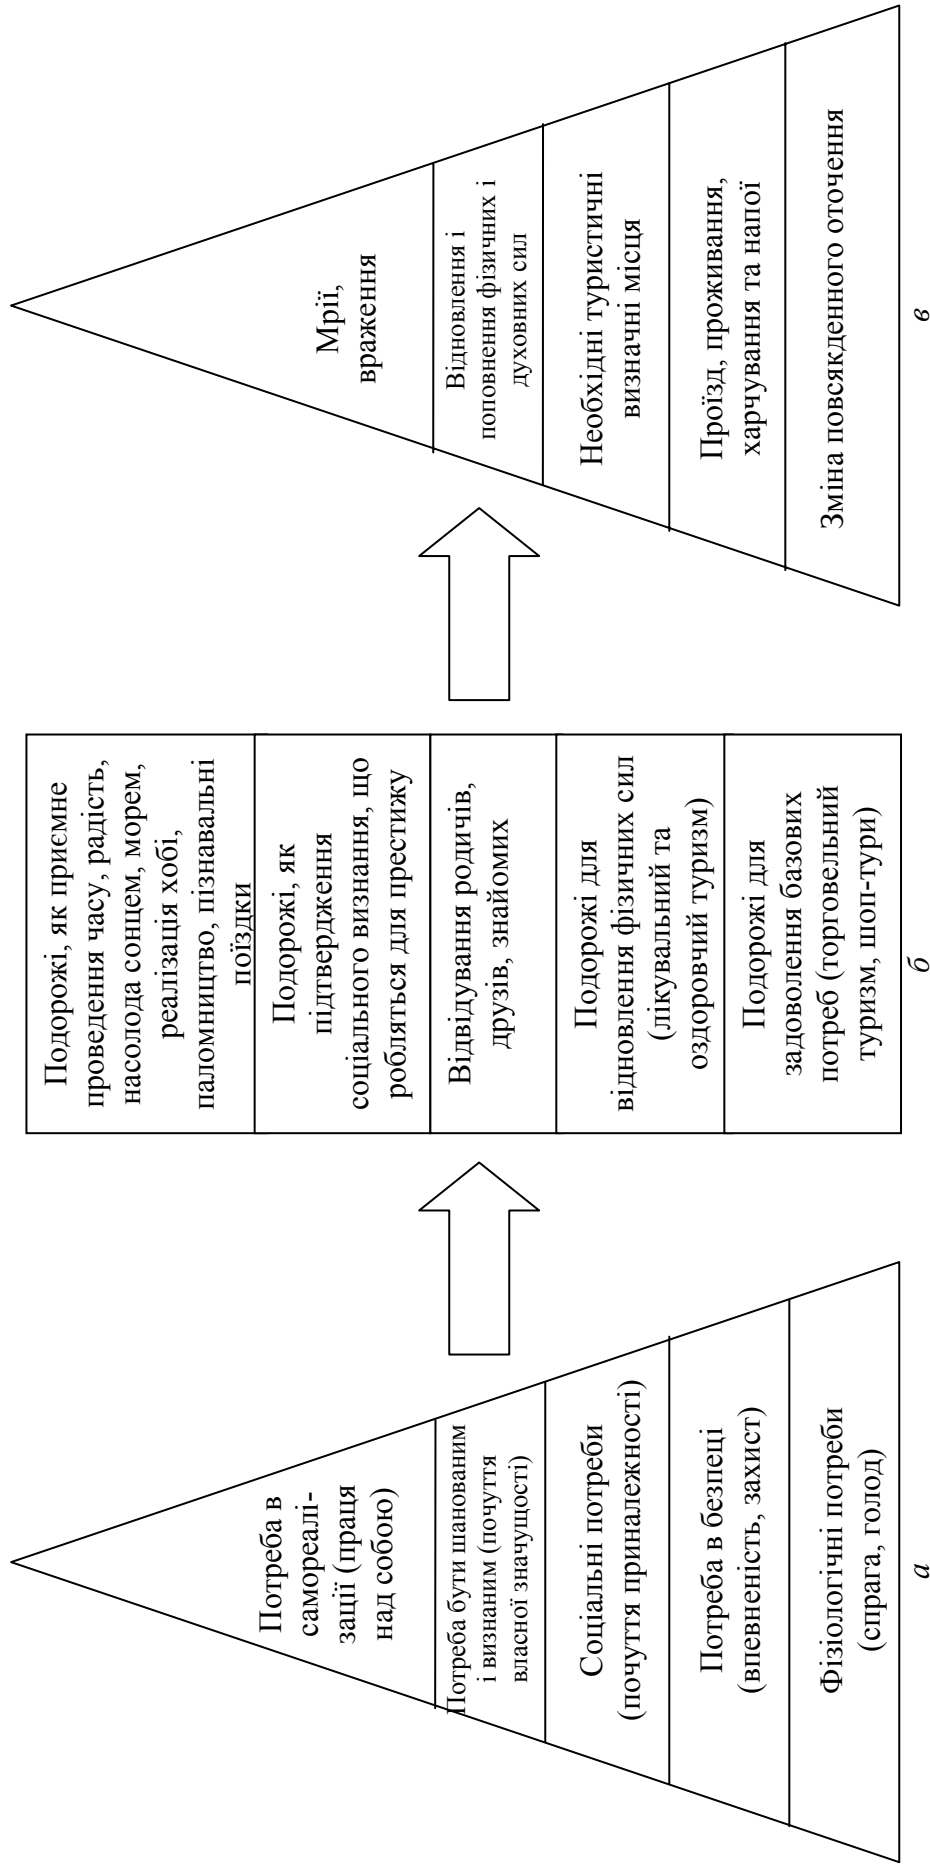 Потреба в
самореалі-
зації (праця
над собою)
Потреба бути шанованим
і визнаним (почуття
власної значущості)
Соціальні потреби
(почуття приналежності)
Потреба в безпеці
(впевненість, захист)
Фізіологічні потреби
(спрага, голод)
а
Подорожі, як приємне
проведення часу, радість,
насолода сонцем, морем,
реалізація хобі,
паломництво, пізнавальні
поїздки
Подорожі, як
підтвердження
соціального визнання, що
робляться для престижу
Відвідування родичів,
друзів, знайомих
Подорожі для
відновлення фізичних сил
(лікувальний та
оздоровчий туризм)
Подорожі для
задоволення базових
потреб (торговельний
туризм, шоп-тури)
б
Мрії,
враження
Відновлення і
поповнення фізичних і
духовних сил
Необхідні туристичні
визначні місця
Проїзд, проживання,
харчування та напої
Зміна повсякденного оточення
в